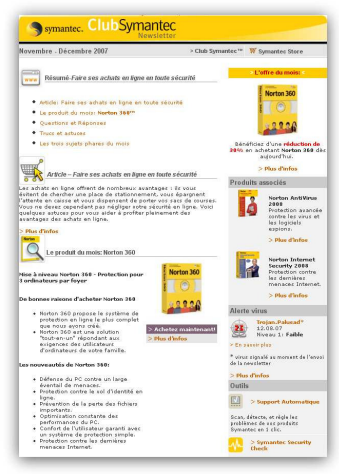 symantec. ClubSymantec
Newsletter
Novembre - Décembre 2007
> Club Symantec™
Symantec Store
Résumé-Faire ses achats en ligne en toute sécurité
Article: Faire ses achats en ligne en toute sécurité
Le produit du mois: Norton 360™
Questions et Réponses
Trucs et astuces
Les trois sujets phares du mois
Article – Faire ses achats en ligne en toute sécurité
Les achats en ligne offrent de nombreux avantages : ils vous
évitent de chercher une place de stationnement, vous épargnent
l'attente en caisse et vous dispensent de porter vos sacs de courses.
Vous ne devez cependant pas négliger votre sécurité en ligne. Voici
quelques astuces pour vous aider à profiter pleinement des
avantages des achats en ligne.
> Plus d'infos
Le produit du mois: Norton 360
Mise à niveau Norton 360 - Protection pour
3 ordinateurs par foyer
De bonnes raisons d'acheter Norton 360
Norton 360 propose le système de
protection en ligne le plus complet
que nous ayons créé.
Norton 360 est une solution
"tout-en-un" répondant aux
exigences des utilisateurs
d'ordinateurs de votre famille.
Les nouveautés de Norton 360:
Défense du PC contre un large
éventail de menaces.
Protection contre le vol d'identité en
ligne.
Prévention de la perte des fichiers
importants.
Optimisation constante des
performances du PC.
Confort de l'utilisateur garanti avec
un système de protection simple.
Protection contre les dernières
menaces Internet.
Norton 360
> Achetez maintenant!
> Plus d'infos
L'offre du mois:
Norton 360
Bénéficiez d'une réduction de
30% en achetant Norton 360 dès
aujourd'hui.
> Plus d'infos
Produits associés
Norton AntiVirus
2008
Protection avancée
contre les virus et
les logiciels
espions.
> Plus d'infos
Norton Internet
Security 2008
Protection contre
les dernières
menaces Internet.
> Plus d'infos
Alerte virus
Trojan.Pakurad*
12.08.07
Niveau 1: Faible
> En savoir plus
* virus signalé au moment de l'envoi
de la newsletter
> Plus d'infos
Outils
> Support Automatique
Scan, détecte, et règle les
problèmes de vos produits
Symantec en 1 clic.
> Symantec Security
Check